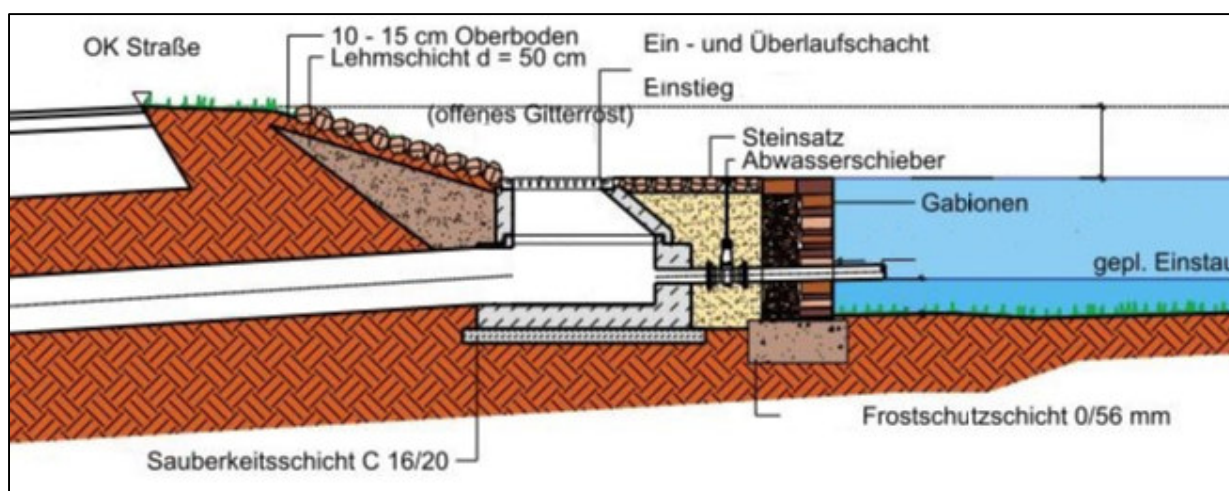 OK Straße
10 - 15 cm Oberboden
Lehmschicht d = 50 cm
Ein - und Überlaufschacht
Einstieg
(offenes Gitterrost)
Steinsatz
Abwasserschieber
Gabionen
gepl. Einstau
Frostschutzschicht 0/56 mm
Sauberkeitsschicht C 16/20